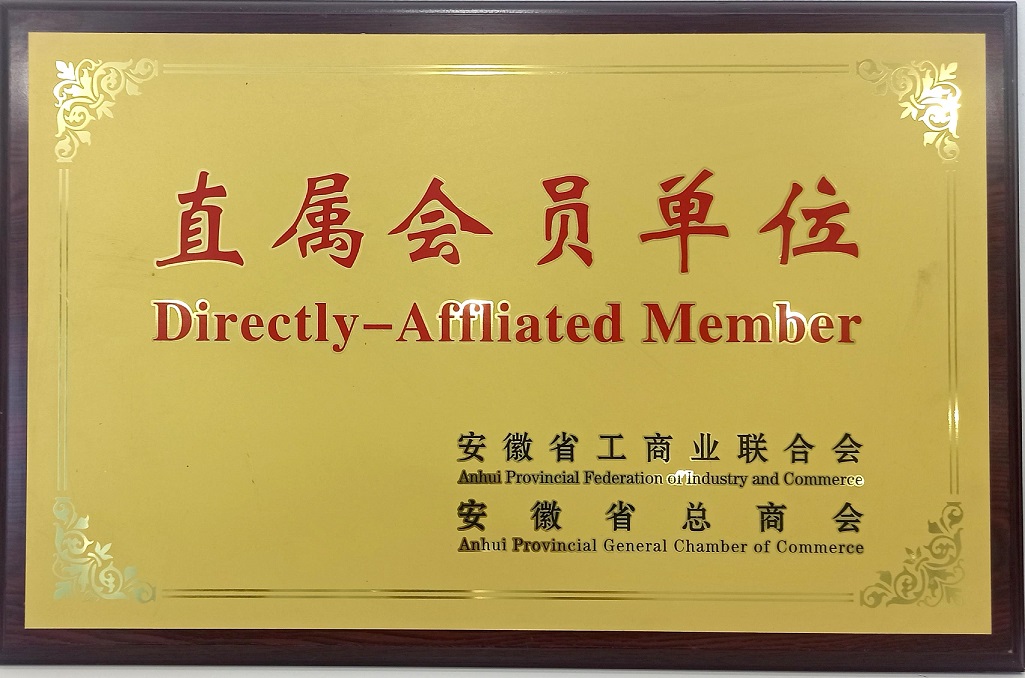 直属会员单位
Directly-Affliated Member
安徽省工商业联合会
Anhui Provincial Federation of Industry and Commerce
安徽省总商会
Anhui Provincial General Chamber of Commerce